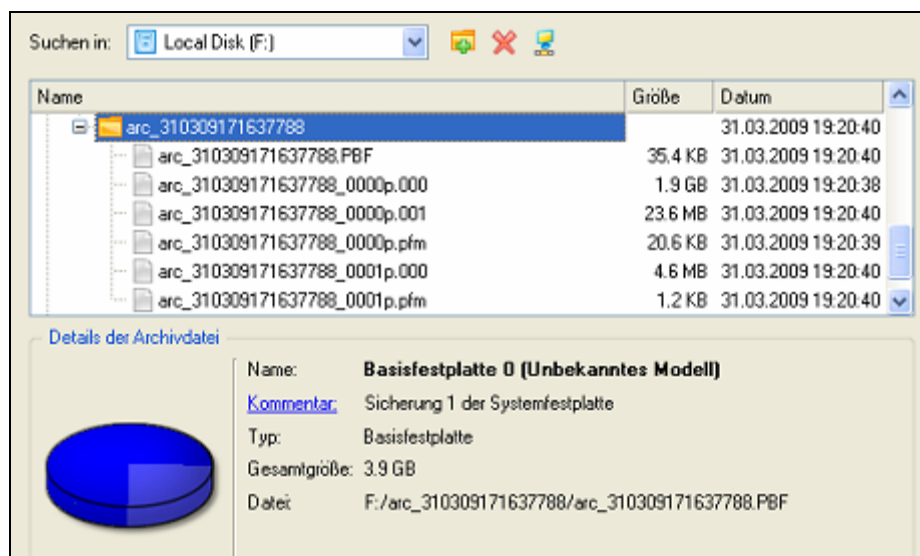 Suchen in: Local Disk (F:)
Name Größe Datum
arc_310309171637788 31.03.2009 19:20:40
arc_310309171637788.PBF 35.4 KB 31.03.2009 19:20:40
arc_310309171637788_0000p.000 1.9 GB 31.03.2009 19:20:38
arc_310309171637788_0000p.001 23.6 MB 31.03.2009 19:20:40
arc_310309171637788_0000p.pfm 20.6 KB 31.03.2009 19:20:39
arc_310309171637788_0001p.000 4.6 MB 31.03.2009 19:20:40
arc_310309171637788_0001p.pfm 1.2 KB 31.03.2009 19:20:40
Details der Archivdatei
Name: Basisfestplatte 0 (Unbekanntes Modell)
Kommentar: Sicherung 1 der Systemfestplatte
Typ: Basisfestplatte
Gesamtgröße: 3.9 GB
Datei: F:/arc_310309171637788/arc_310309171637788.PBF